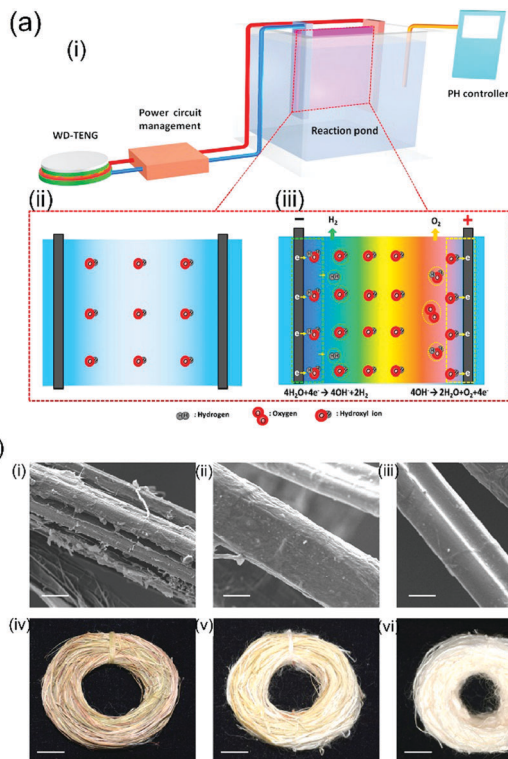 (a)
(i)
WD-TENG
Power circuit
management
Reaction pond
PH controller
(ii)
(iii)
−
H₂
O₂
+
e⁻
e⁻
e⁻
e⁻
e⁻
e⁻
e⁻
e⁻
4H₂O+4e⁻→ 4OH⁻+2H₂
4OH⁻→ 2H₂O+O₂+4e⁻
: Hydrogen
: Oxygen
: Hydroxyl ion
)
(i)
(ii)
(iii)
(iv)
(v)
(vi)